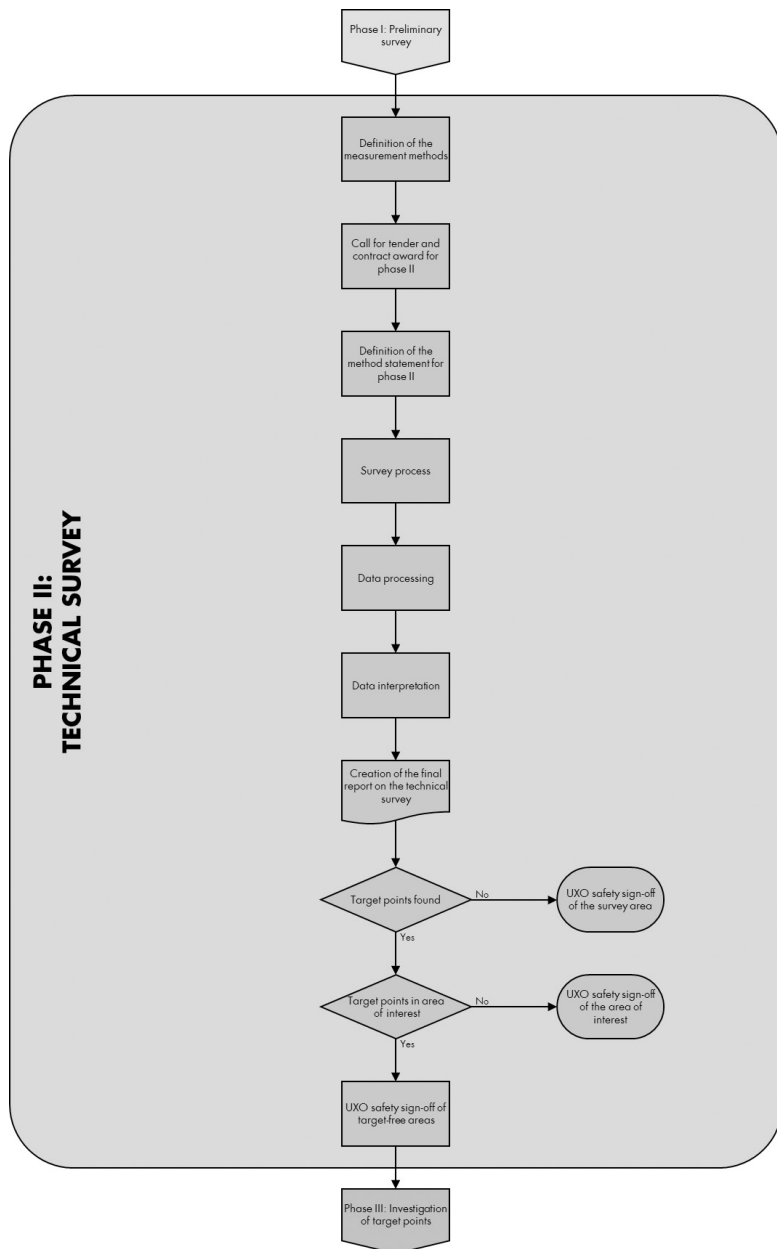 Phase I: Preliminary
survey
Definition of the
measurement methods
Call for tender and
contract award for
phase II
Definition of the
method statement for
phase II
Survey process
PHASE II:
TECHNICAL SURVEY
Data processing
Data interpretation
Creation of the final
report on the technical
survey
Target points found
No
UXO safety sign-off
of the survey area
Yes
Target points in area
of interest
No
UXO safety sign-off
of the area of
interest
Yes
UXO safety sign-off of
target-free areas
Phase III: Investigation
of target points